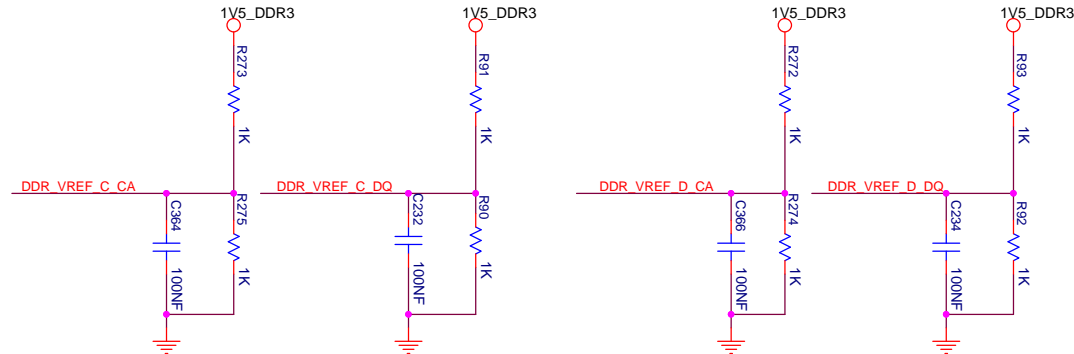 1V5_DDR3
1V5_DDR3
1V5_DDR3
1V5_DDR3
R273
R91
R272
R93
1K
1K
1K
1K
DDR_VREF_C_CA
DDR_VREF_C_DQ
DDR_VREF_D_CA
DDR_VREF_D_DQ
C364
R275
C232
R90
C366
R274
C234
R92
100NF
1K
100NF
1K
100NF
1K
100NF
1K